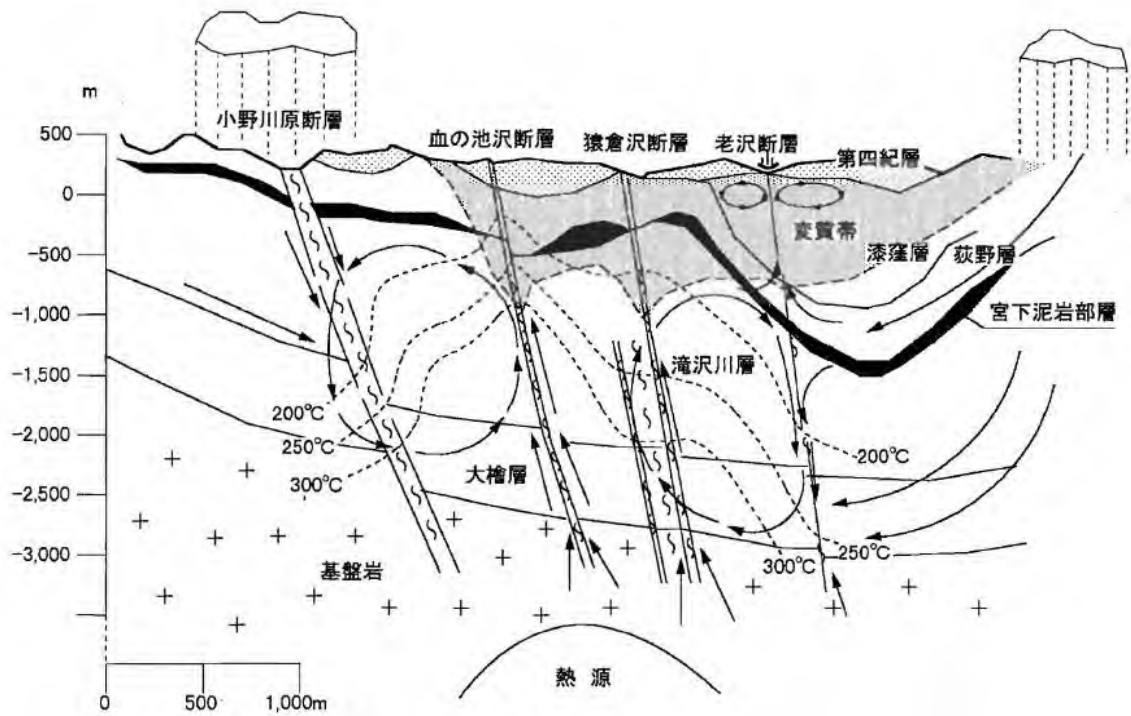 m
500
0
−500
−1,000
−1,500
−2,000
−2,500
−3,000
小野川原断層
血の池沢断層
猿倉沢断層
老沢断層
第四紀層
変質帯
漆窪層
荻野層
宮下泥岩部層
滝沢川層
大檜層
基盤岩
熱源
200℃
250℃
300℃
200℃
250℃
300℃
0 500 1,000m